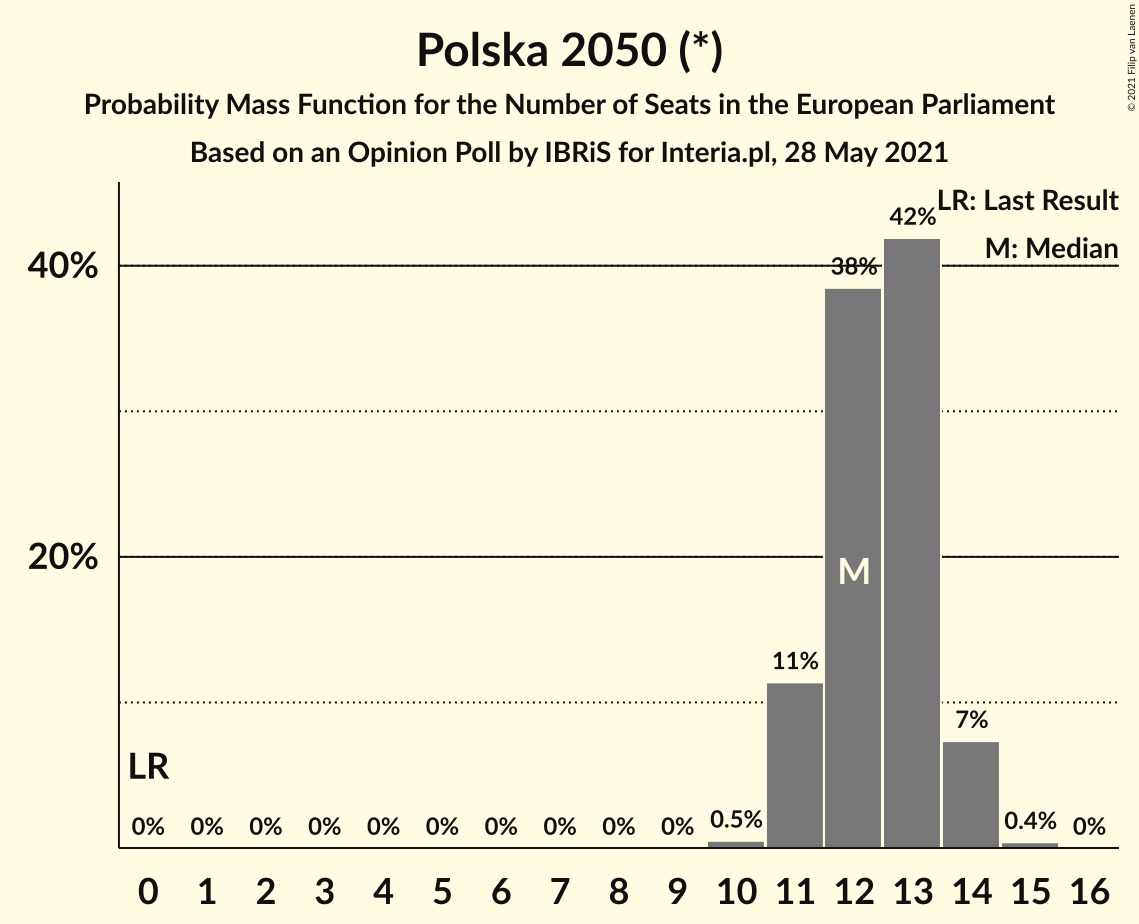 Polska 2050 (*)
Probability Mass Function for the Number of Seats in the European Parliament
Based on an Opinion Poll by IBRiS for Interia.pl, 28 May 2021
© 2021 Filip van Laenen
LR: Last Result
M: Median
40%
20%
42%
38%
M
11%
7%
LR
0% 0% 0% 0% 0% 0% 0% 0% 0% 0% 0.5% 0.4% 0%
0 1 2 3 4 5 6 7 8 9 10 11 12 13 14 15 16